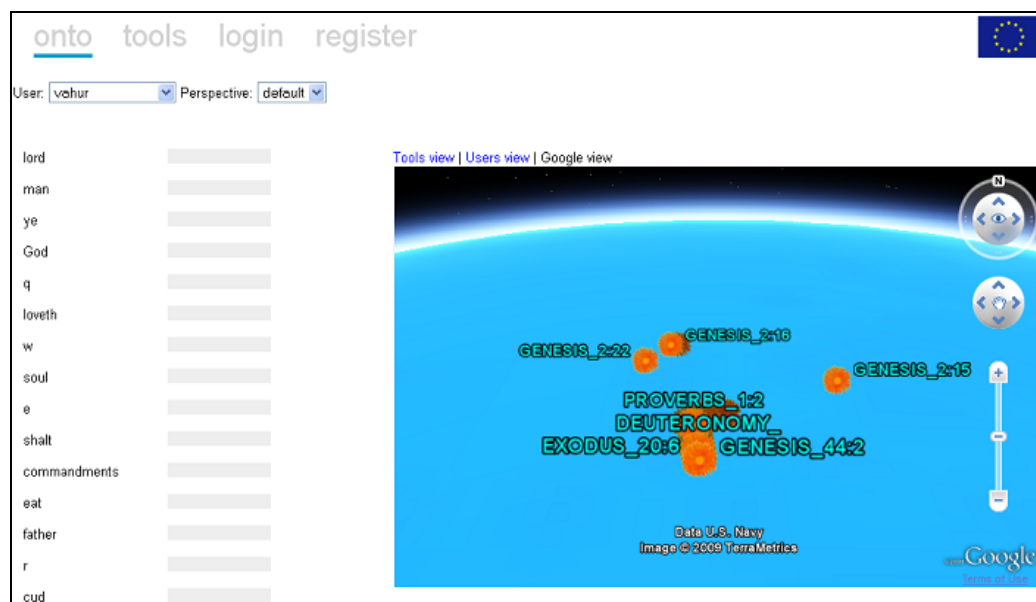 onto tools login register
User: vahur Perspective: default
lord
man
ye
God
q
loveth
w
soul
e
shalt
commandments
eat
father
r
cud
Tools view | Users view | Google view
N
GENESIS_2:16
GENESIS_2:22
GENESIS_2:15
PROVERBS_1:2
DEUTERONOMY_
EXODUS_20:6 GENESIS_44:2
Data U.S. Navy
Image © 2009 TerraMetrics
Google
Terms of Use